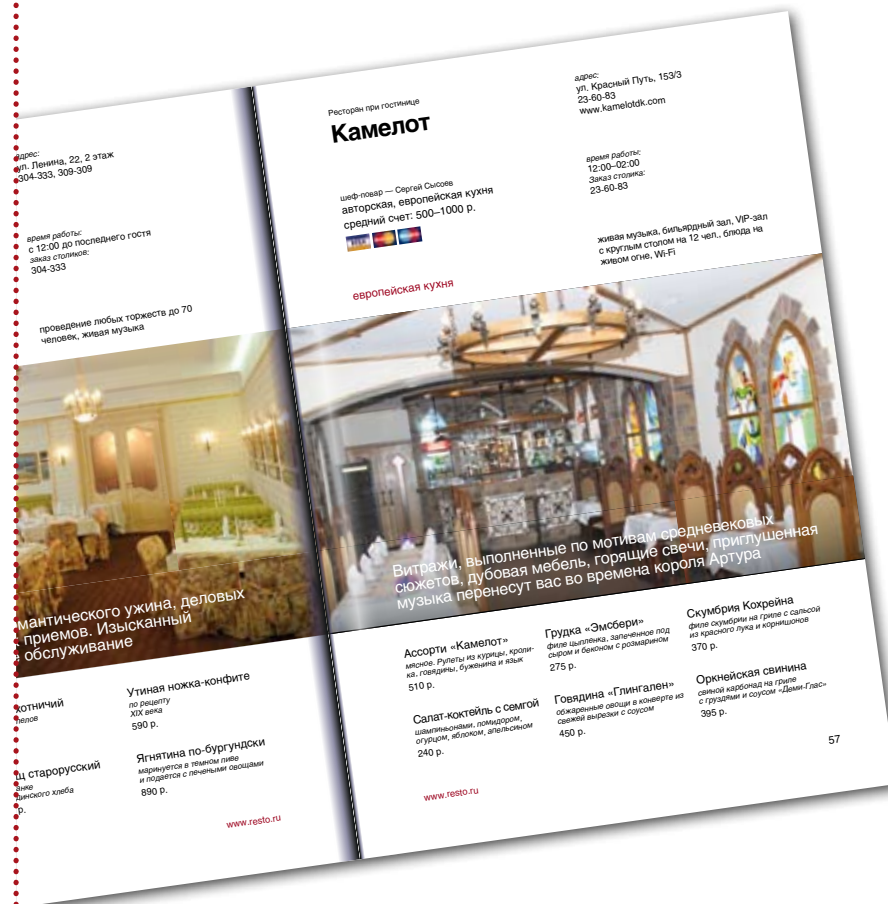 адрес:
ул. Ленина, 22, 2 этаж
304-333, 309-309
время работы:
с 12:00 до последнего гостя
заказ столиков:
304-333
проведение любых торжеств до 70
человек, живая музыка
мантического ужина, деловых
приемов. Изысканный
обслуживание
хотничий
пелов
щ старорусский
анке
динского хлеба
р.
Утиная ножка-конфите
по рецепту
XIX века
590 р.
Ягнятина по-бургундски
маринуется в темном пиве
и подается с печеными овощами
890 р.
www.resto.ru
Ресторан при гостинице
Камелот
шеф-повар — Сергей Сысоев
авторская, европейская кухня
средний счет: 500–1000 р.
европейская кухня
адрес:
ул. Красный Путь, 153/3
23-60-83
www.kamelotdk.com
время работы:
12:00–02:00
Заказ столика:
23-60-83
живая музыка, бильярдный зал, VIP-зал
с круглым столом на 12 чел., блюда на
живом огне, Wi-Fi
Витражи, выполненные по мотивам средневековых
сюжетов, дубовая мебель, горящие свечи, приглушенная
музыка перенесут вас во времена короля Артура
Ассорти «Камелот»
мясное. Рулеты из курицы, кроли-
ка, говядины, буженина и язык
510 р.
Салат-коктейль с семгой
шампиньонами, помидором,
огурцом, яблоком, апельсином
240 р.
Грудка «Эмсбери»
филе цыпленка, запеченное под
сыром и беконом с розмарином
275 р.
Говядина «Глингален»
обжаренные овощи в конверте из
свежей вырезки с соусом
450 р.
Скумбрия Кохрейна
филе скумбрии на гриле с сальсой
из красного лука и корнишонов
370 р.
Оркнейская свинина
свиной карбонад на гриле
с груздями и соусом «Деми-Глас»
395 р.
www.resto.ru
57